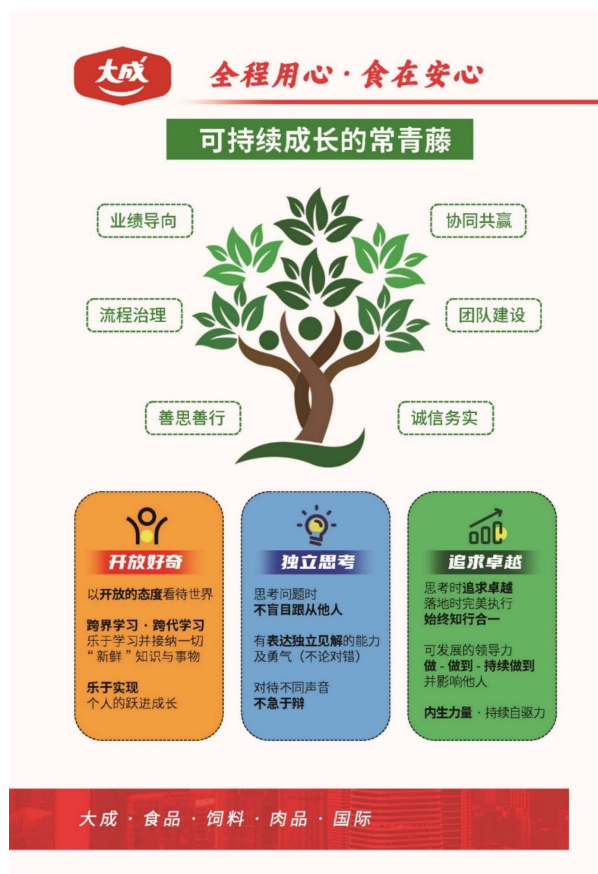 大成
全程用心·食在安心
可持续成长的常青藤
业绩导向
协同共赢
流程治理
团队建设
善思善行
诚信务实
开放好奇
以开放的态度看待世界
跨界学习·跨代学习
乐于学习并接纳一切
“新鲜”知识与事物
乐于实现
个人的跃进成长
独立思考
思考问题时
不盲目跟从他人
有表达独立见解的能力
及勇气（不论对错）
对待不同声音
不急于辩
追求卓越
思考时追求卓越
落地时完美执行
始终知行合一
可发展的领导力
做-做到-持续做到
并影响他人
内生力量·持续自驱力
大成·食品·饲料·肉品·国际